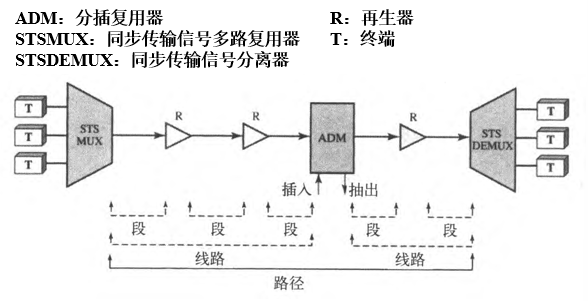 ADM：分插复用器 R：再生器
STSMUX：同步传输信号多路复用器 T：终端
STSDEMUX：同步传输信号分离器
R R R
T T
STS MUX ADM STS DEMUX
T T
T T
插入 抽出
段 段 段 段 段
线路 线路
路径